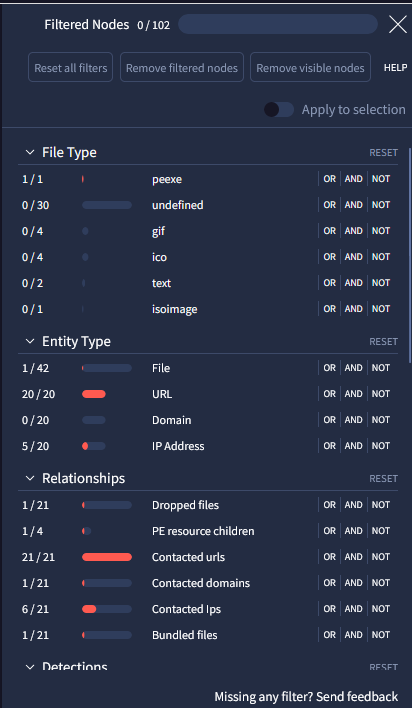 Filtered Nodes 0 / 102
Reset all filters Remove filtered nodes Remove visible nodes HELP
Apply to selection
File Type RESET
1 / 1 peexe OR AND NOT
0 / 30 undefined OR AND NOT
0 / 4 gif OR AND NOT
0 / 4 ico OR AND NOT
0 / 2 text OR AND NOT
0 / 1 isoimage OR AND NOT
Entity Type RESET
1 / 42 File OR AND NOT
20 / 20 URL OR AND NOT
0 / 20 Domain OR AND NOT
5 / 20 IP Address OR AND NOT
Relationships RESET
1 / 21 Dropped files OR AND NOT
1 / 4 PE resource children OR AND NOT
21 / 21 Contacted urls OR AND NOT
1 / 21 Contacted domains OR AND NOT
6 / 21 Contacted Ips OR AND NOT
1 / 21 Bundled files OR AND NOT
Detections RESET
Missing any filter? Send feedback